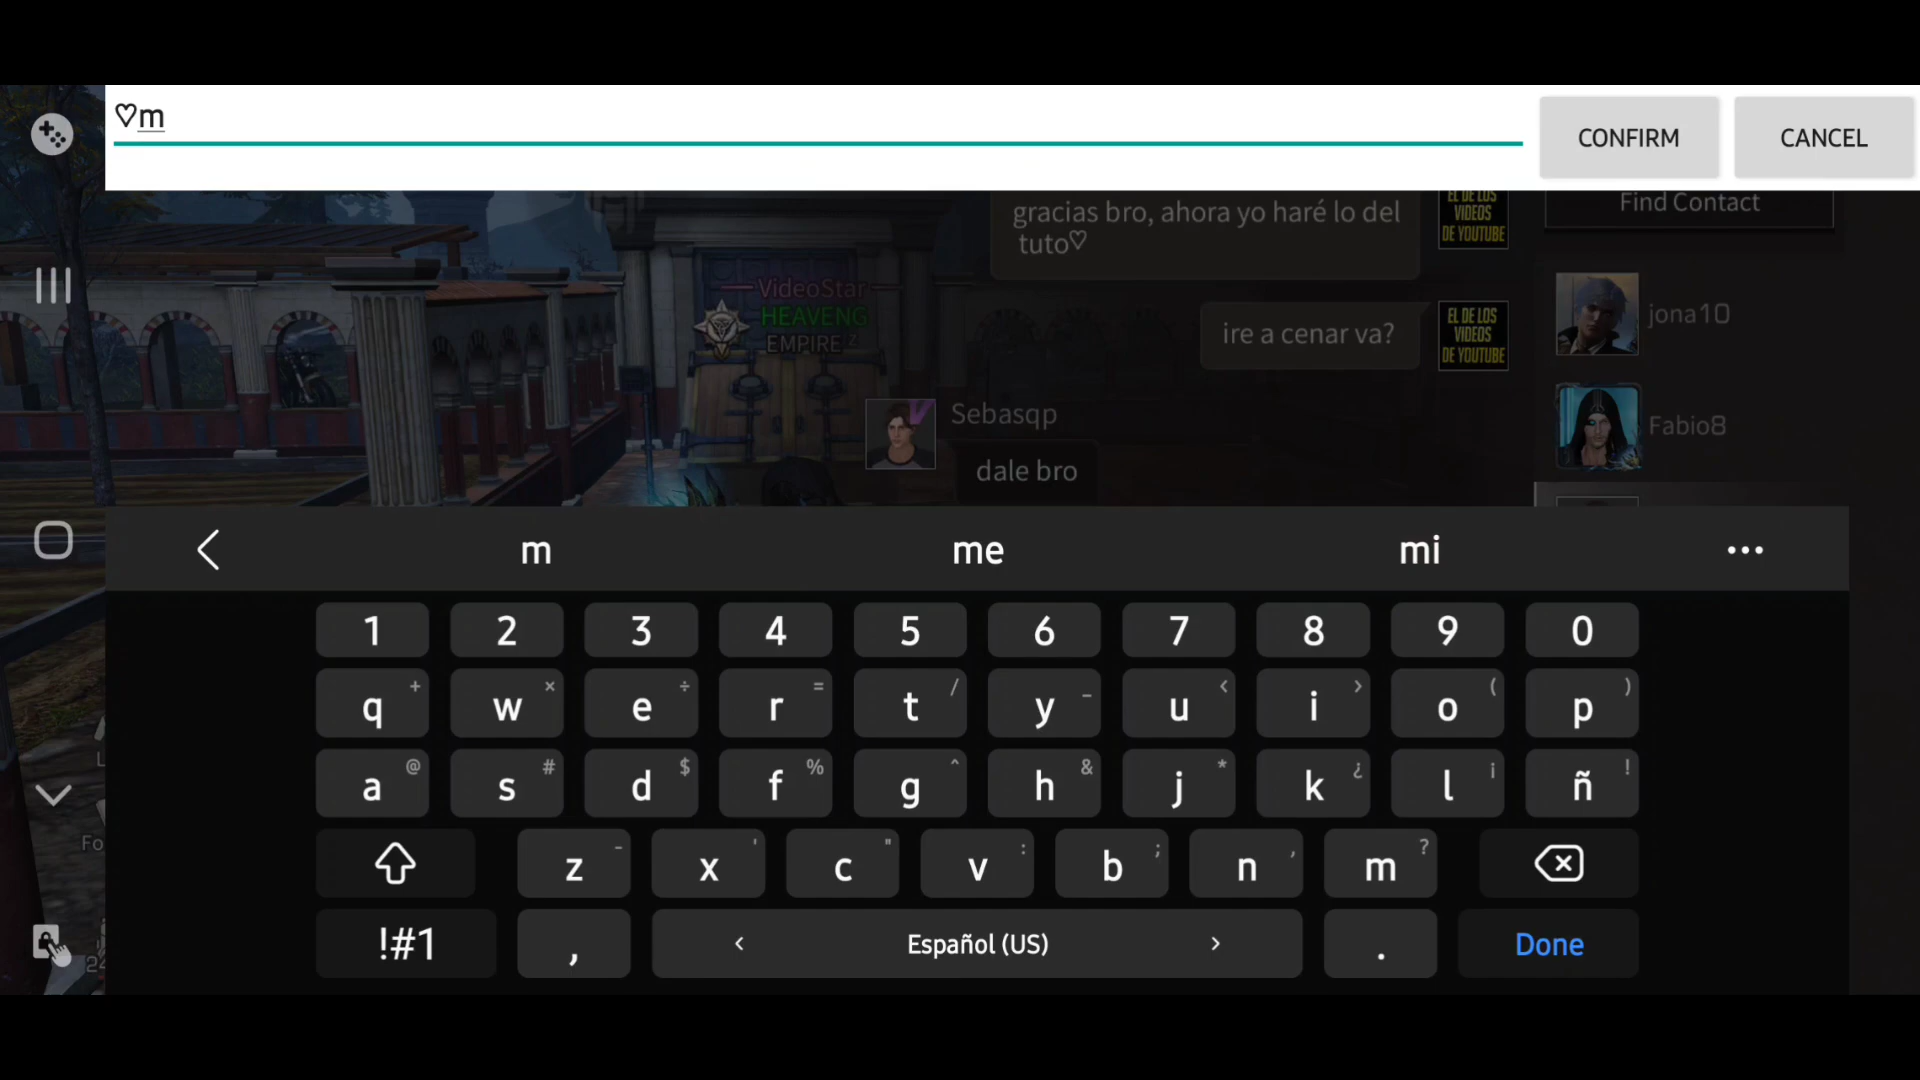 ♡m
CONFIRM
CANCEL
gracias bro, ahora yo haré lo del
tuto♡
EL DE LOS
VIDEOS
DE YOUTUBE
Find Contact
VideoStar
HEAVENG
EMPIRE
jona10
ire a cenar va?
EL DE LOS
VIDEOS
DE YOUTUBE
Sebasqp
dale bro
Fabio8
m
me
mi
1 2 3 4 5 6 7 8 9 0
q + w × e ÷ r = t / y _ u < i > o ( p )
a @ s # d $ f % g ^ h & j * k ¿ l ¡ ñ !
z - x ' c " v : b ; n , m ?
!#1 , < Español (US) > . Done
Fo